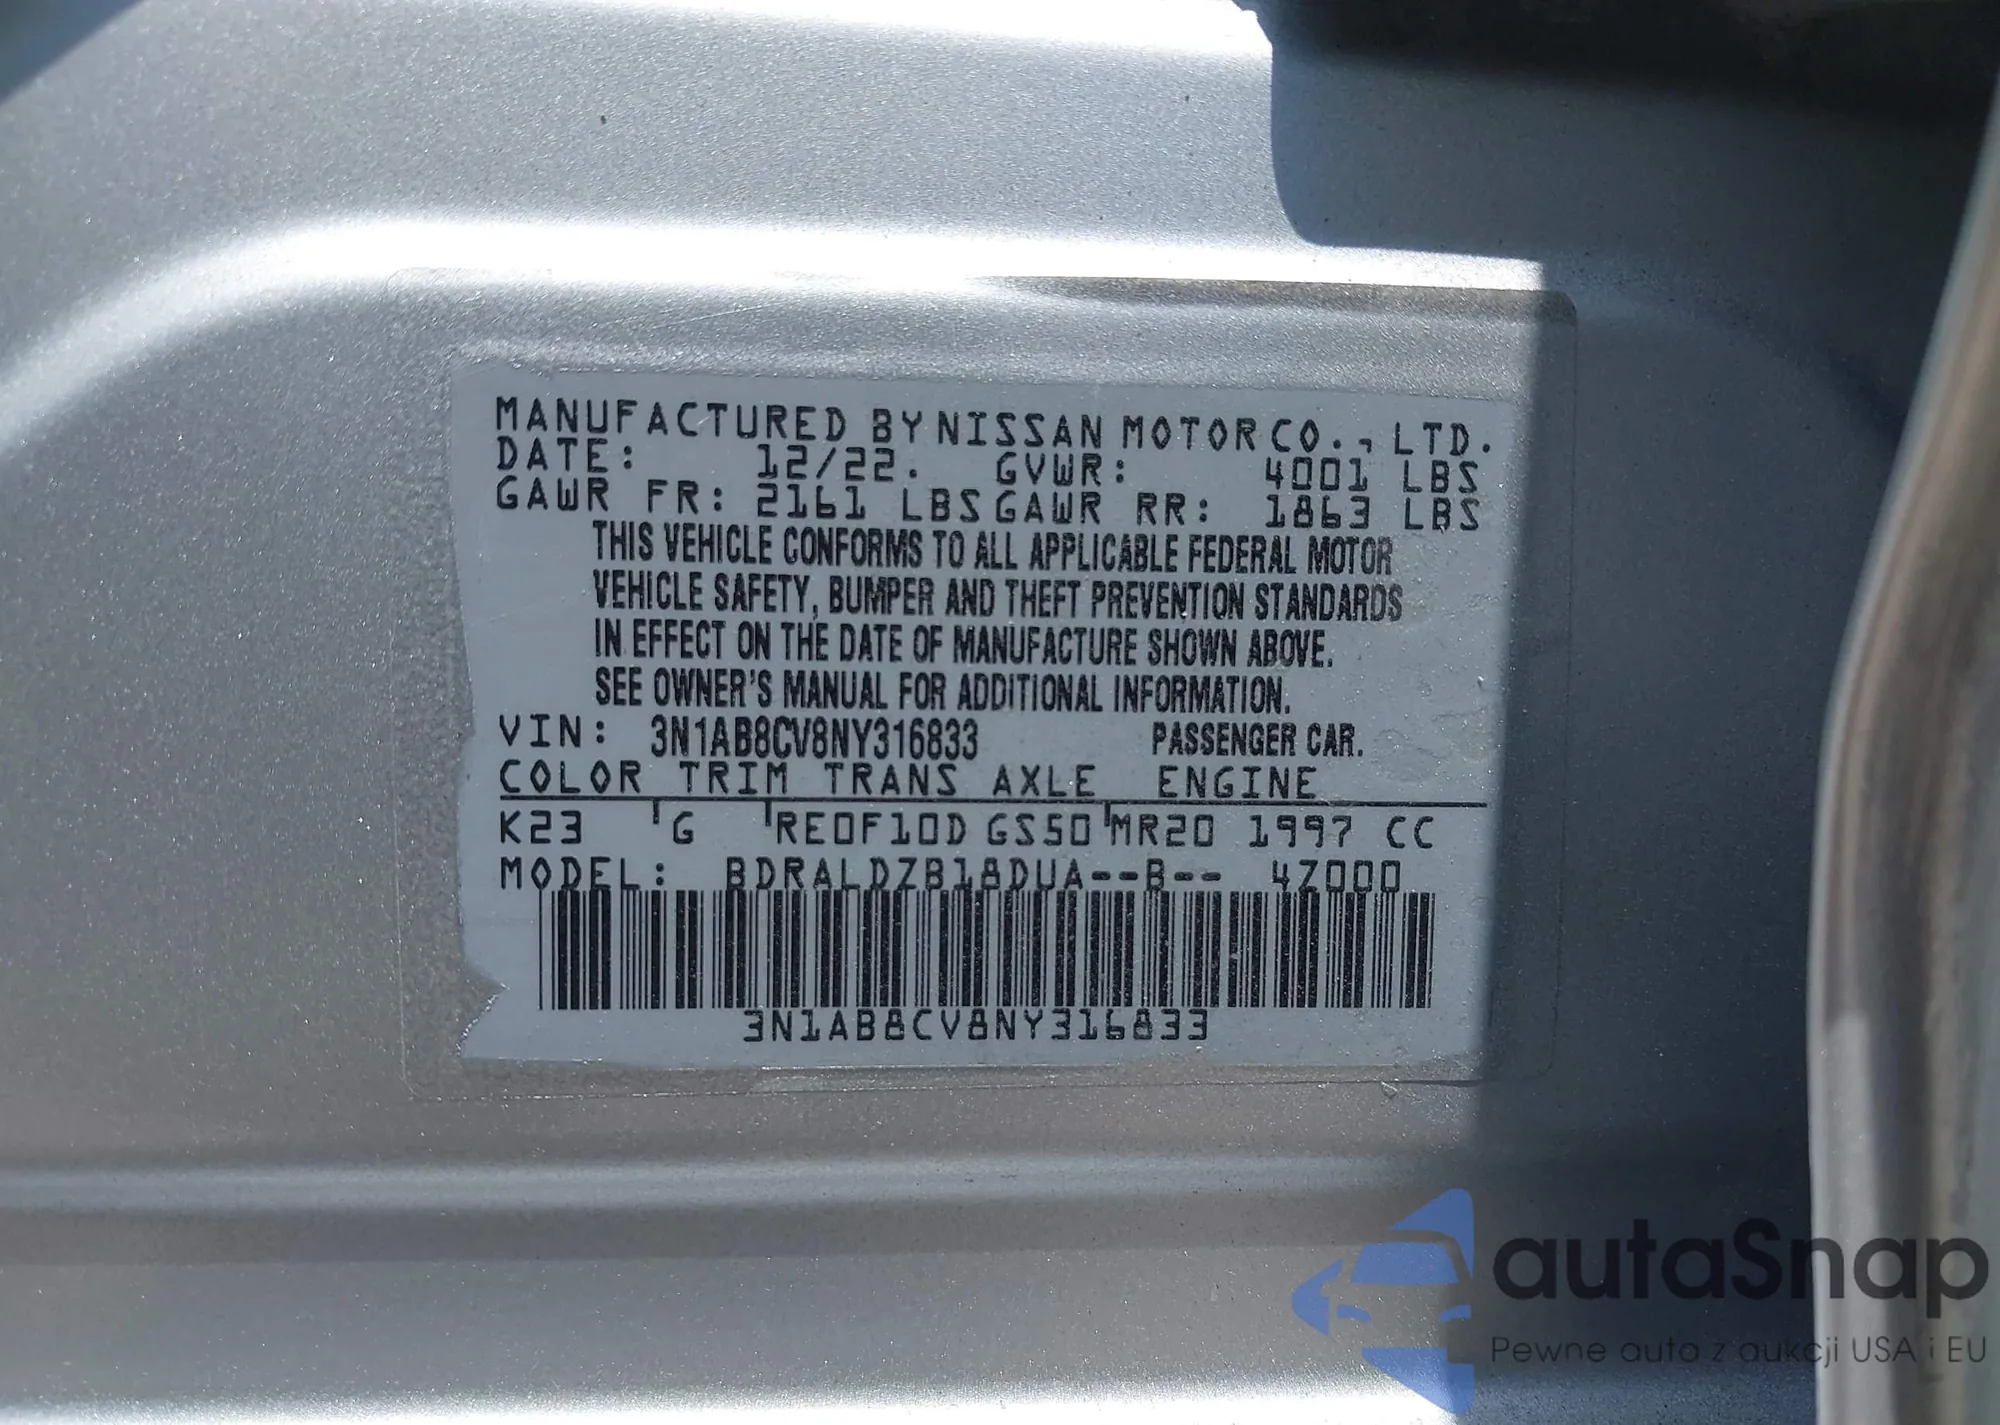 MANUFACTURED BY NISSAN MOTOR CO., LTD.
DATE: 12/22. GVWR: 4001 LBS
GAWR FR: 2161 LBS GAWR RR: 1863 LBS
THIS VEHICLE CONFORMS TO ALL APPLICABLE FEDERAL MOTOR
VEHICLE SAFETY, BUMPER AND THEFT PREVENTION STANDARDS
IN EFFECT ON THE DATE OF MANUFACTURE SHOWN ABOVE.
SEE OWNER'S MANUAL FOR ADDITIONAL INFORMATION.
VIN: 3N1AB8CV8NY316833 PASSENGER CAR.
COLOR TRIM TRANS AXLE ENGINE
K23 G RE0F10D GS50 MR20 1997 CC
MODEL: BDRALDZB18DUA--B-- 4Z000
3N1AB8CV8NY316833
autaSnap
Pewne auta z aukcji USA i EU